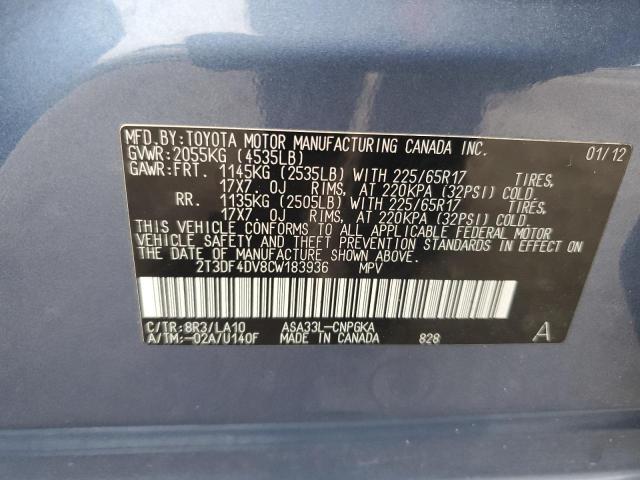 MFD.BY:TOYOTA MOTOR MANUFACTURING CANADA INC.
GVWR:2055KG (4535LB) 01/12
GAWR:FRT. 1145KG (2535LB) WITH 225/65R17 TIRES,
17X7. 0J RIMS, AT 220KPA (32PSI) COLD.
RR. 1135KG (2505LB) WITH 225/65R17 TIRES,
17X7. 0J RIMS, AT 220KPA (32PSI) COLD.
THIS VEHICLE CONFORMS TO ALL APPLICABLE FEDERAL MOTOR
VEHICLE SAFETY AND THEFT PREVENTION STANDARDS IN EFFECT ON
THE DATE OF MANUFACTURE SHOWN ABOVE.
2T3DF4DV8CW183936 MPV
C/TR:8R3/LA10 ASA33L-CNPGKA
A/TM:-02A/U140F MADE IN CANADA 828 A